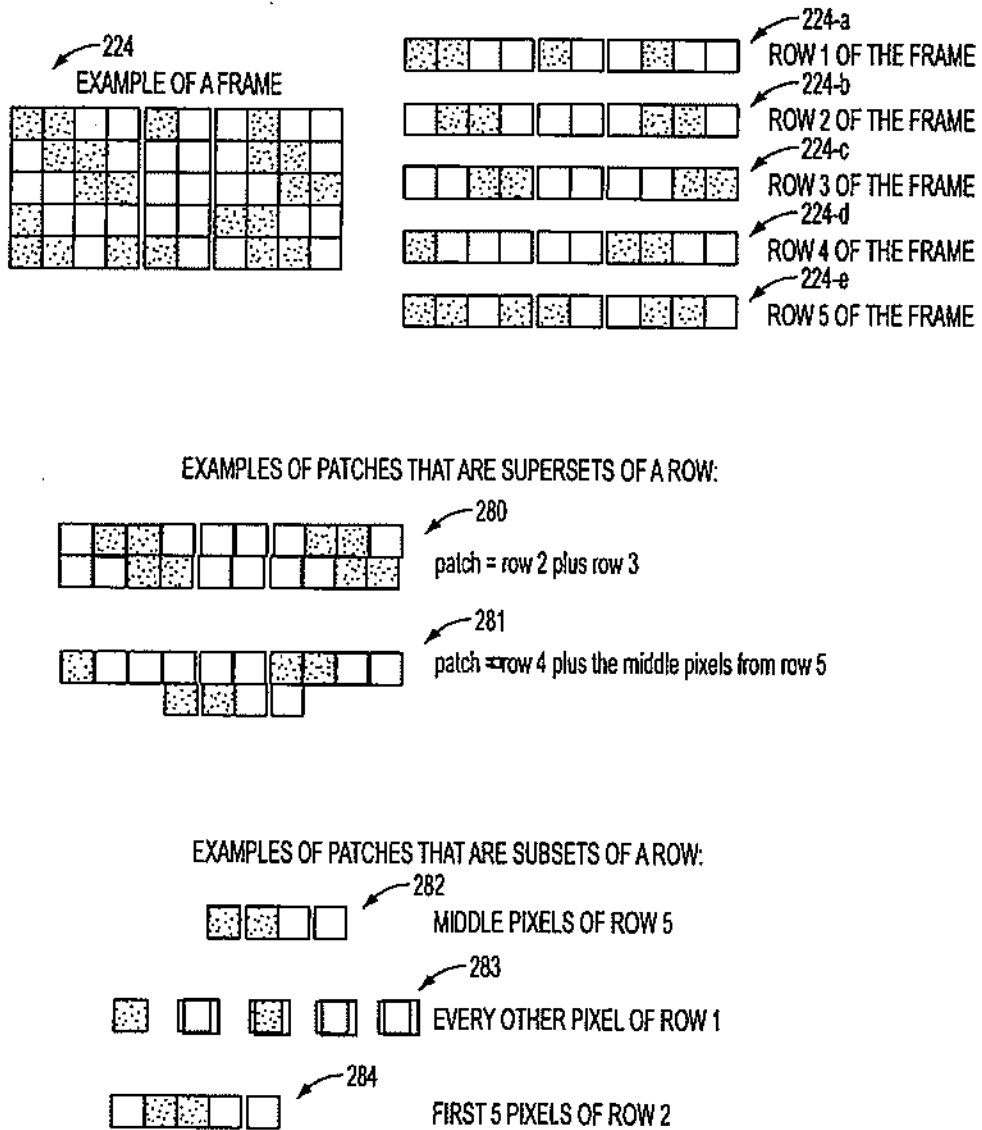 224
EXAMPLE OF A FRAME
224-a
ROW 1 OF THE FRAME
224-b
ROW 2 OF THE FRAME
224-c
ROW 3 OF THE FRAME
224-d
ROW 4 OF THE FRAME
224-e
ROW 5 OF THE FRAME
EXAMPLES OF PATCHES THAT ARE SUPERSETS OF A ROW:
280
patch = row 2 plus row 3
281
patch = row 4 plus the middle pixels from row 5
EXAMPLES OF PATCHES THAT ARE SUBSETS OF A ROW:
282
MIDDLE PIXELS OF ROW 5
283
EVERY OTHER PIXEL OF ROW 1
284
FIRST 5 PIXELS OF ROW 2